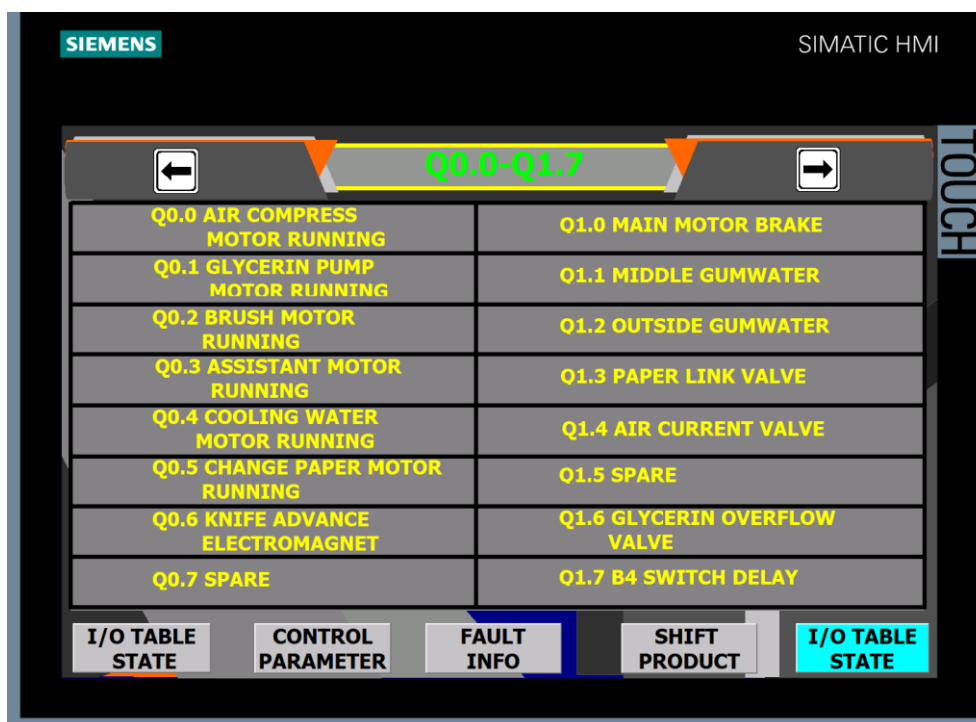 SIEMENS
SIMATIC HMI
TOUCH
Q0.0-Q1.7
Q0.0 AIR COMPRESS
MOTOR RUNNING
Q1.0 MAIN MOTOR BRAKE
Q0.1 GLYCERIN PUMP
MOTOR RUNNING
Q1.1 MIDDLE GUMWATER
Q0.2 BRUSH MOTOR
RUNNING
Q1.2 OUTSIDE GUMWATER
Q0.3 ASSISTANT MOTOR
RUNNING
Q1.3 PAPER LINK VALVE
Q0.4 COOLING WATER
MOTOR RUNNING
Q1.4 AIR CURRENT VALVE
Q0.5 CHANGE PAPER MOTOR
RUNNING
Q1.5 SPARE
Q0.6 KNIFE ADVANCE
ELECTROMAGNET
Q1.6 GLYCERIN OVERFLOW
VALVE
Q0.7 SPARE
Q1.7 B4 SWITCH DELAY
I/O TABLE
STATE
CONTROL
PARAMETER
FAULT
INFO
SHIFT
PRODUCT
I/O TABLE
STATE